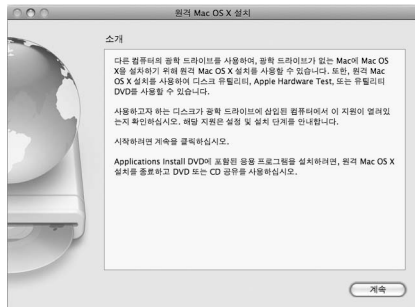 원격 Mac OS X 설치
소개
다른 컴퓨터의 광학 드라이브를 사용하여, 광학 드라이브가 없는 Mac에 Mac OS
X을 설치하기 위해 원격 Mac OS X 설치를 사용할 수 있습니다. 또한, 원격 Mac
OS X 설치를 사용하여 디스크 유틸리티, Apple Hardware Test, 또는 유틸리티
DVD를 사용할 수 있습니다.
사용하고자 하는 디스크가 광학 드라이브에 삽입된 컴퓨터에서 이 지원이 열려있
는지 확인하십시오. 해당 지원은 설정 및 설치 단계를 안내합니다.
시작하려면 계속을 클릭하십시오.
Applications Install DVD에 포함된 응용 프로그램을 설치하려면, 원격 Mac OS X
설치를 종료하고 DVD 또는 CD 공유를 사용하십시오.
계속